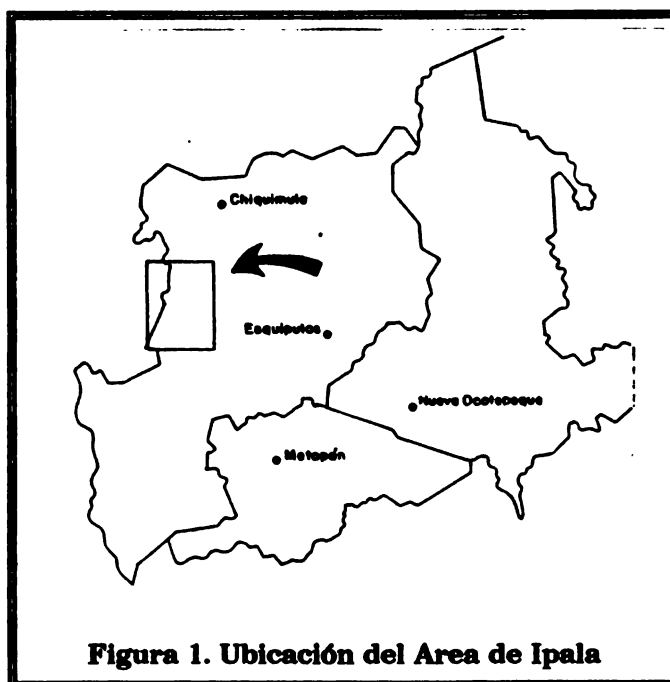 Chiquimula
Esquipulas
Nueva Ocotepeque
Metapán
Figura 1. Ubicación del Area de Ipala